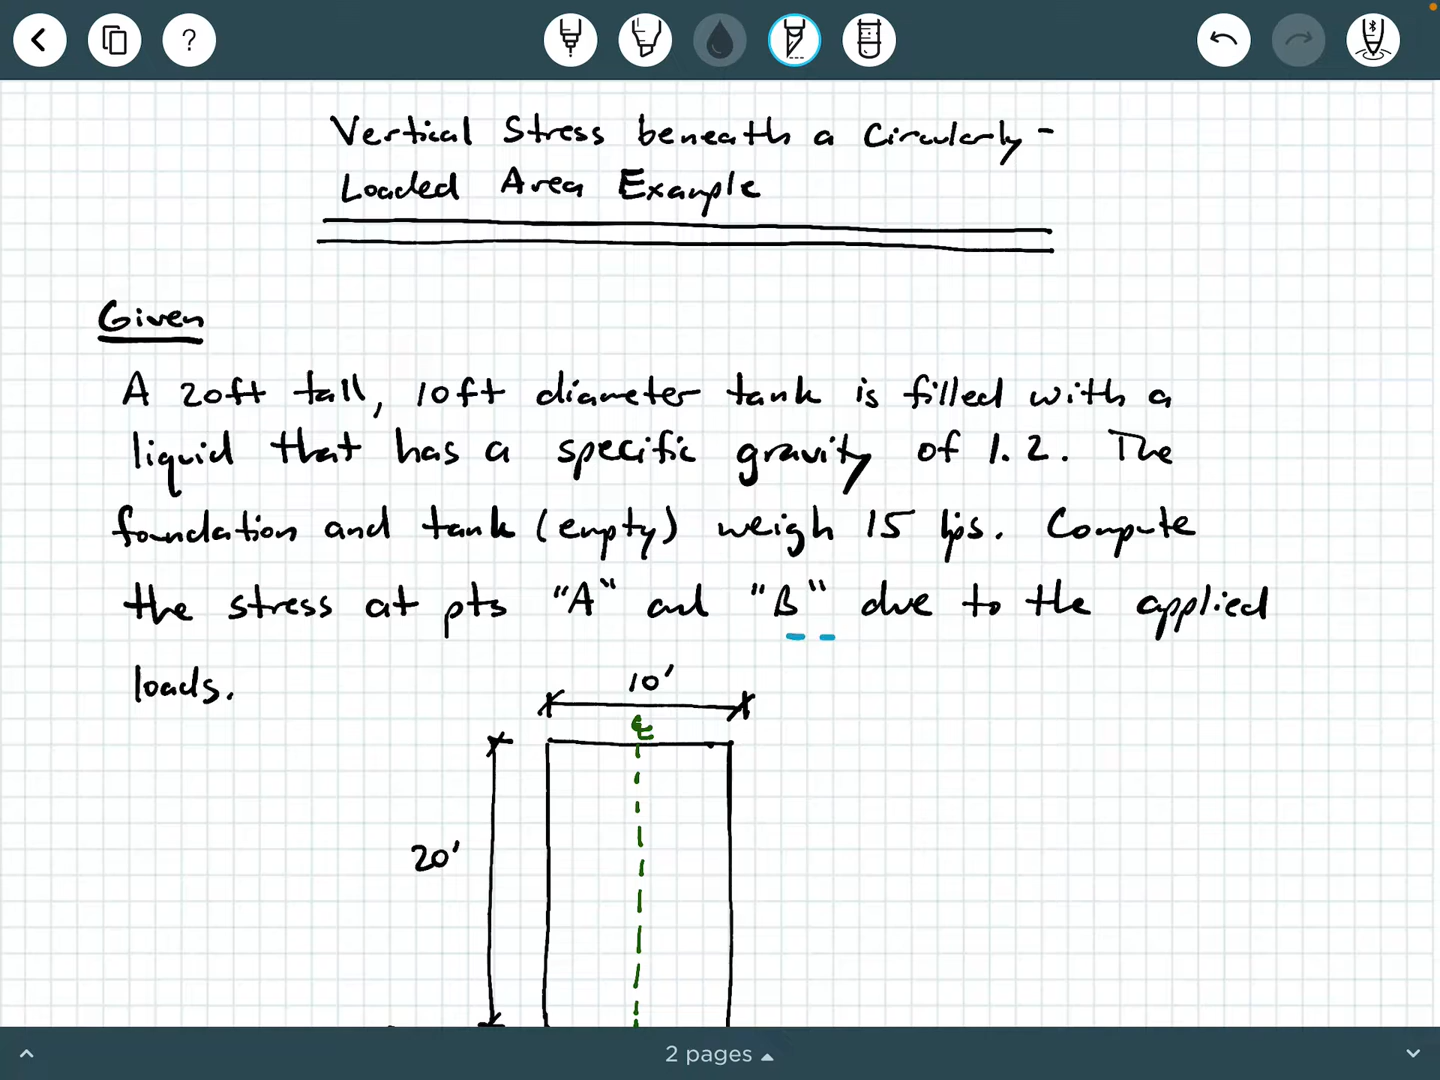 ?
Vertical Stress beneath a Circularly-
Loaded Area Example
Given
A 20ft tall, 10ft diameter tank is filled with a
liquid that has a specific gravity of 1.2. The
foundation and tank (empty) weigh 15 kips. Compute
the stress at pts "A" and "B" due to the applied
loads.
10'
℄
20'
2 pages